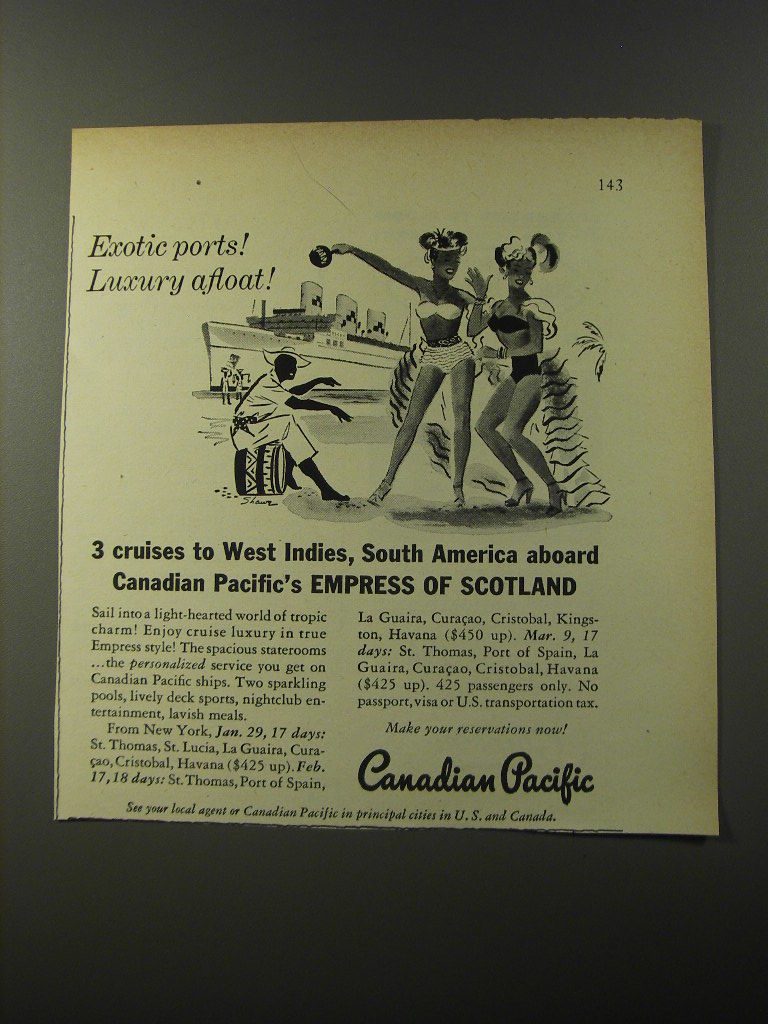 143
Exotic ports!
Luxury afloat!
Shaw
3 cruises to West Indies, South America aboard
Canadian Pacific's EMPRESS OF SCOTLAND
Sail into a light-hearted world of tropic
charm! Enjoy cruise luxury in true
Empress style! The spacious staterooms
...the personalized service you get on
Canadian Pacific ships. Two sparkling
pools, lively deck sports, nightclub en-
tertainment, lavish meals.
From New York, Jan. 29, 17 days:
St. Thomas, St. Lucia, La Guaira, Cura-
çao, Cristobal, Havana ($425 up). Feb.
17, 18 days: St. Thomas, Port of Spain,
La Guaira, Curaçao, Cristobal, Kings-
ton, Havana ($450 up). Mar. 9, 17
days: St. Thomas, Port of Spain, La
Guaira, Curaçao, Cristobal, Havana
($425 up). 425 passengers only. No
passport, visa or U.S. transportation tax.
Make your reservations now!
Canadian Pacific
See your local agent or Canadian Pacific in principal cities in U. S. and Canada.